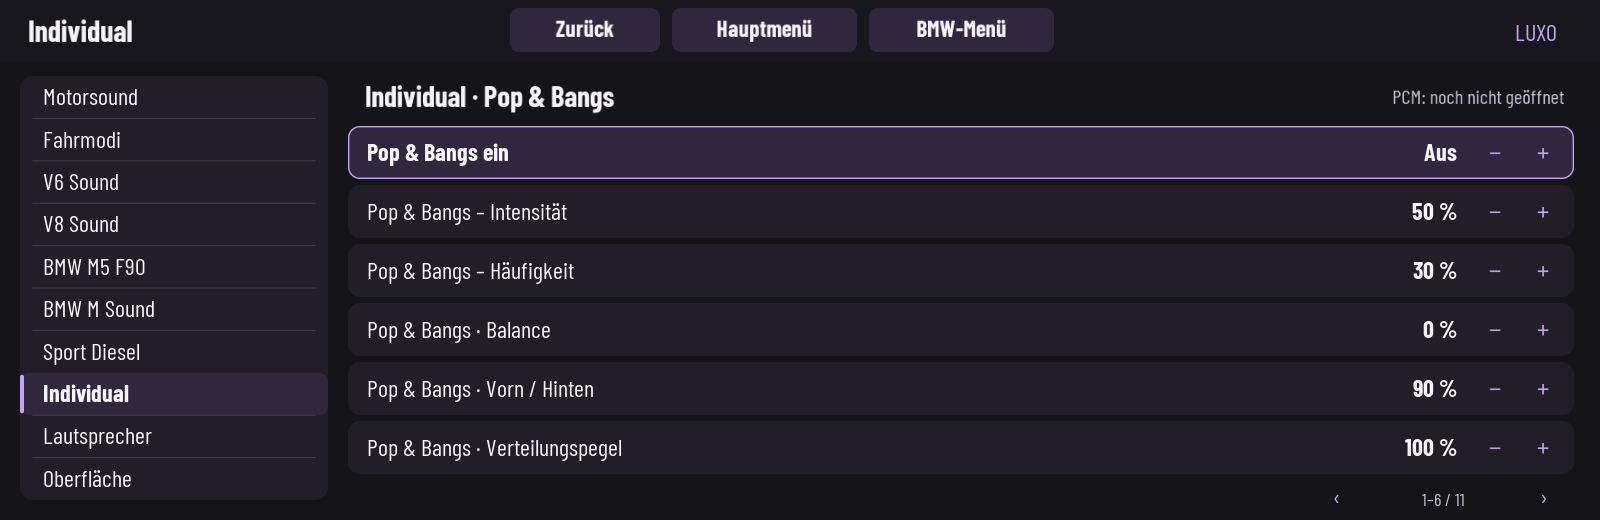 Individual
Zurück
Hauptmenü
BMW-Menü
LUXO
Motorsound
Fahrmodi
V6 Sound
V8 Sound
BMW M5 F90
BMW M Sound
Sport Diesel
Individual
Lautsprecher
Oberfläche
Individual · Pop & Bangs
PCM: noch nicht geöffnet
Pop & Bangs ein Aus − +
Pop & Bangs – Intensität 50 % − +
Pop & Bangs – Häufigkeit 30 % − +
Pop & Bangs · Balance 0 % − +
Pop & Bangs · Vorn / Hinten 90 % − +
Pop & Bangs · Verteilungspegel 100 % − +
‹ 1–6 / 11 ›